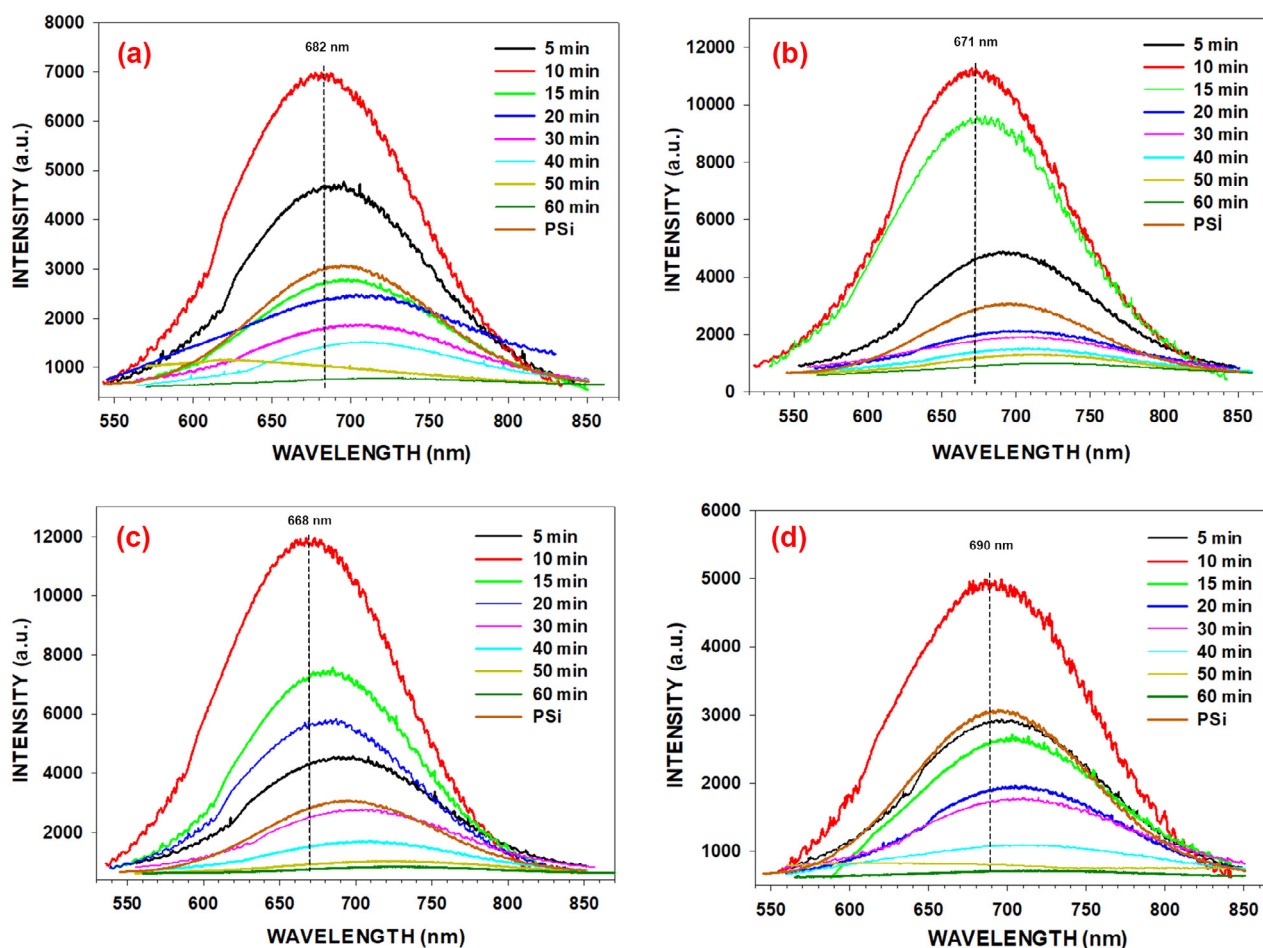 (a)
682 nm
INTENSITY (a.u.)
8000
7000
6000
5000
4000
3000
2000
1000
5 min
10 min
15 min
20 min
30 min
40 min
50 min
60 min
PSi
550 600 650 700 750 800 850
WAVELENGTH (nm)
(b)
671 nm
INTENSITY (a.u.)
12000
10000
8000
6000
4000
2000
0
5 min
10 min
15 min
20 min
30 min
40 min
50 min
60 min
PSİ
550 600 650 700 750 800 850
WAVELENGTH (nm)
(c)
668 nm
INTENSITY (a.u.)
12000
10000
8000
6000
4000
2000
5 min
10 min
15 min
20 min
30 min
40 min
50 min
60 min
PSi
550 600 650 700 750 800 850
WAVELENGTH (nm)
(d)
690 nm
INTENSITY (a.u.)
6000
5000
4000
3000
2000
1000
5 min
10 min
15 min
20 min
30 min
40 min
50 min
60 min
PSi
550 600 650 700 750 800 850
WAVELENGTH (nm)